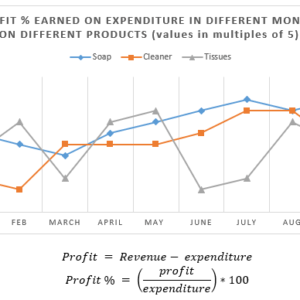 FIT % EARNED ON EXPENDITURE IN DIFFERENT MON
ON DIFFERENT PRODUCTS (values in multiples of 5)
Soap Cleaner Tissues
FEB MARCH APRIL MAY JUNE JULY AUG
Profit = Revenue − expenditure
Profit % = (profit / expenditure) * 100